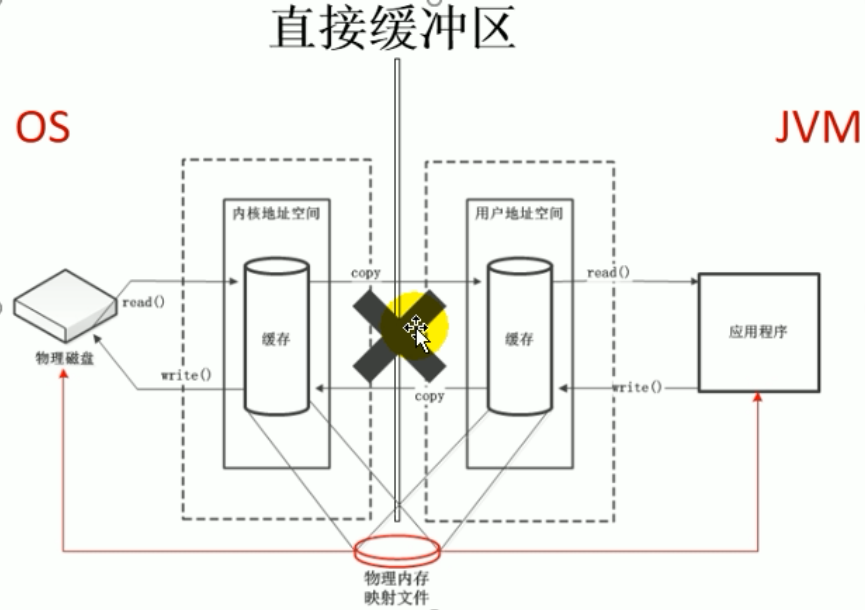 直接缓冲区
OS
JVM
内核地址空间
用户地址空间
copy
read()
read()
缓存
缓存
应用程序
物理磁盘
write()
copy
write()
物理内存
映射文件